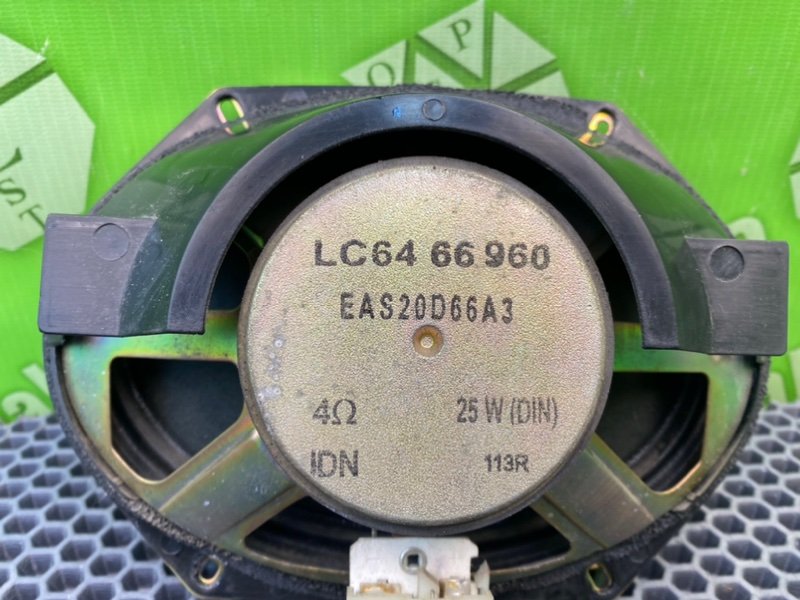 LC64 66 960
EAS20D66A3
4Ω 25 W (DIN)
IDN 113R